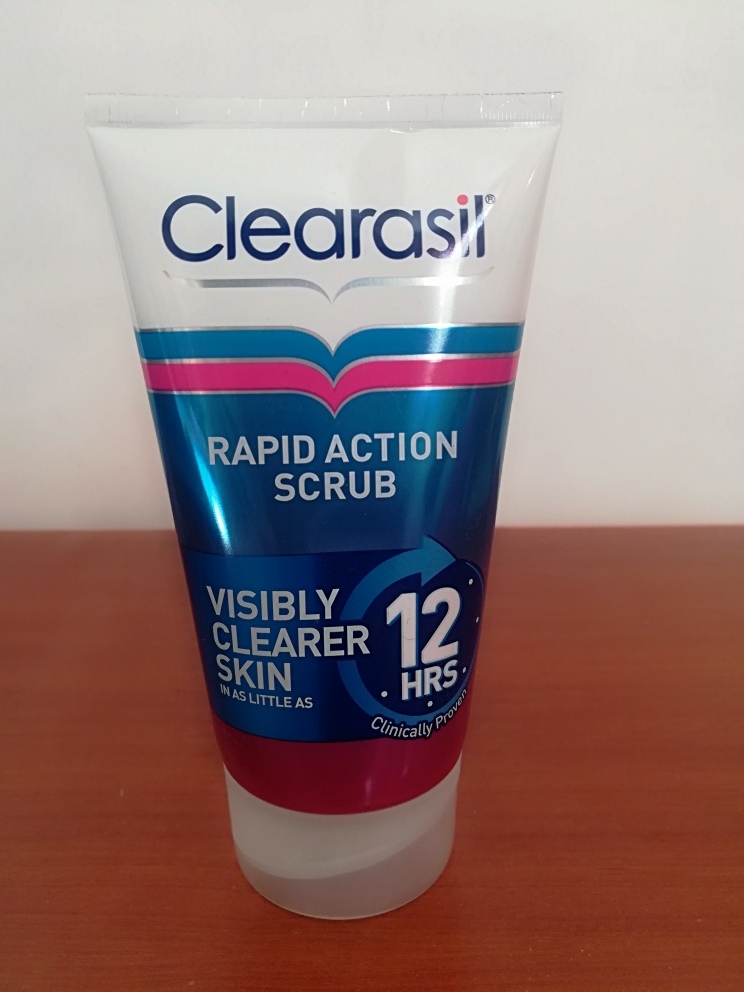 Clearasil®
RAPID ACTION
SCRUB
VISIBLY
CLEARER
SKIN
IN AS LITTLE AS
12
HRS
Clinically Proven